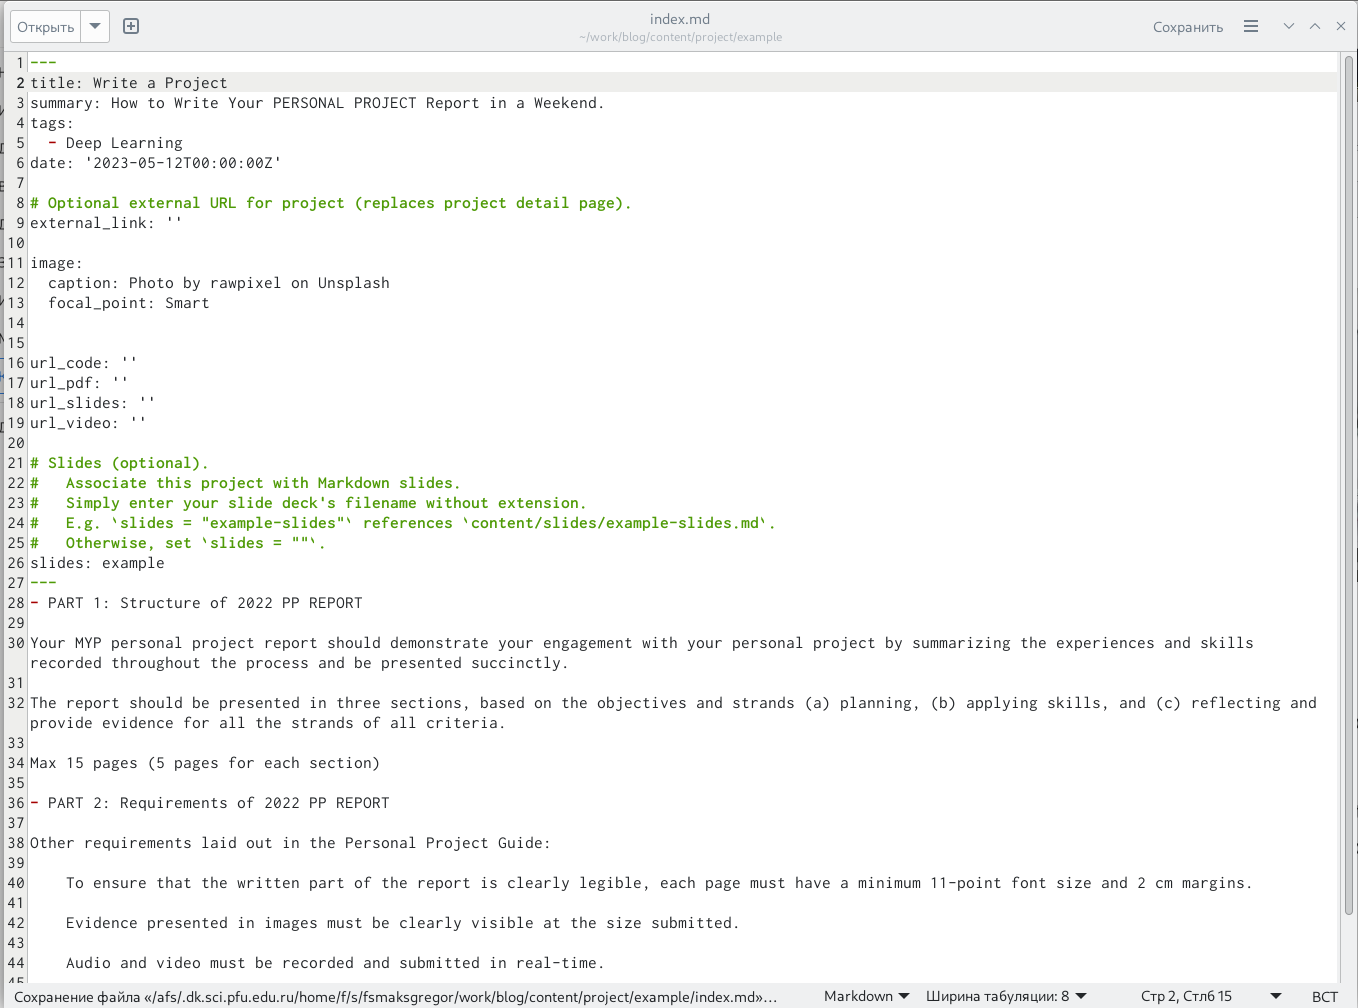 Открыть
index.md
~/work/blog/content/project/example
Сохранить
1 ---
2 title: Write a Project
3 summary: How to Write Your PERSONAL PROJECT Report in a Weekend.
4 tags:
5   - Deep Learning
6 date: '2023-05-12T00:00:00Z'
7
8 # Optional external URL for project (replaces project detail page).
9 external_link: ''
10
11 image:
12   caption: Photo by rawpixel on Unsplash
13   focal_point: Smart
14
15
16 url_code: ''
17 url_pdf: ''
18 url_slides: ''
19 url_video: ''
20
21 # Slides (optional).
22 #   Associate this project with Markdown slides.
23 #   Simply enter your slide deck's filename without extension.
24 #   E.g. `slides = "example-slides"` references `content/slides/example-slides.md`.
25 #   Otherwise, set `slides = ""`.
26 slides: example
27 ---
28 - PART 1: Structure of 2022 PP REPORT
29
30 Your MYP personal project report should demonstrate your engagement with your personal project by summarizing the experiences and skills
recorded throughout the process and be presented succinctly.
31
32 The report should be presented in three sections, based on the objectives and strands (a) planning, (b) applying skills, and (c) reflecting and
provide evidence for all the strands of all criteria.
33
34 Max 15 pages (5 pages for each section)
35
36 - PART 2: Requirements of 2022 PP REPORT
37
38 Other requirements laid out in the Personal Project Guide:
39
40     To ensure that the written part of the report is clearly legible, each page must have a minimum 11-point font size and 2 cm margins.
41
42     Evidence presented in images must be clearly visible at the size submitted.
43
44     Audio and video must be recorded and submitted in real-time.
45
Сохранение файла «/afs/.dk.sci.pfu.edu.ru/home/f/s/fsmaksgregor/work/blog/content/project/example/index.md»…
Markdown
Ширина табуляции: 8
Стр 2, Стлб 15
ВСТ